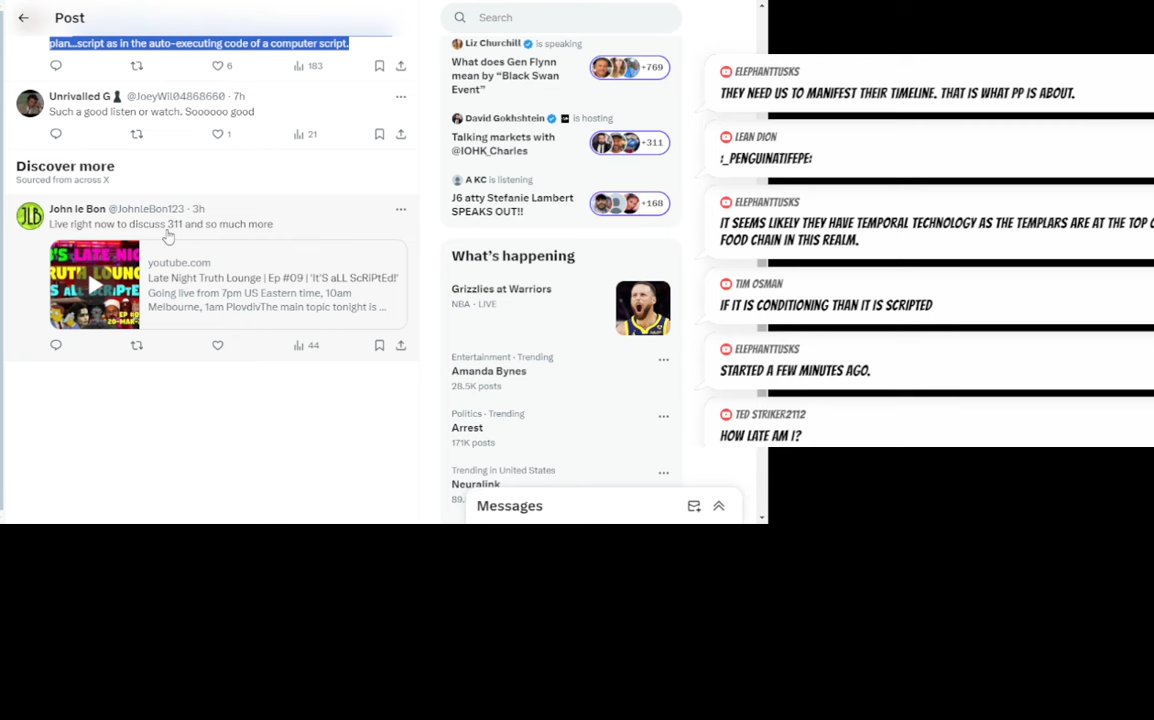 Post
plan...script as in the auto-executing code of a computer script.
6
183
Unrivalled G @JoeyWil04868660 · 7h
Such a good listen or watch. Soooooo good
1
21
Discover more
Sourced from across X
John le Bon @JohnleBon123 · 3h
Live right now to discuss 311 and so much more
youtube.com
Late Night Truth Lounge | Ep #09 | 'It'S aLL ScRiPtEd!'
Going live from 7pm US Eastern time, 10am
Melbourne, 1am PlovdivThe main topic tonight is ...
44
Search
Liz Churchill is speaking
What does Gen Flynn
mean by “Black Swan
Event”
+769
David Gokhshtein is hosting
Talking markets with
@IOHK_Charles
+311
A KC is listening
J6 atty Stefanie Lambert
SPEAKS OUT!!
+168
What’s happening
Grizzlies at Warriors
NBA · LIVE
Entertainment · Trending
Amanda Bynes
28.5K posts
Politics · Trending
Arrest
171K posts
Trending in United States
Neuralink
89.
Messages
ELEPHANTTUSKS
THEY NEED US TO MANIFEST THEIR TIMELINE. THAT IS WHAT PP IS ABOUT.
LEAN DION
:_PENGUINATIFEPE:
ELEPHANTTUSKS
IT SEEMS LIKELY THEY HAVE TEMPORAL TECHNOLOGY AS THE TEMPLARS ARE AT THE TOP
FOOD CHAIN IN THIS REALM.
TIM OSMAN
IF IT IS CONDITIONING THAN IT IS SCRIPTED
ELEPHANTTUSKS
STARTED A FEW MINUTES AGO.
TED STRIKER2112
HOW LATE AM I?